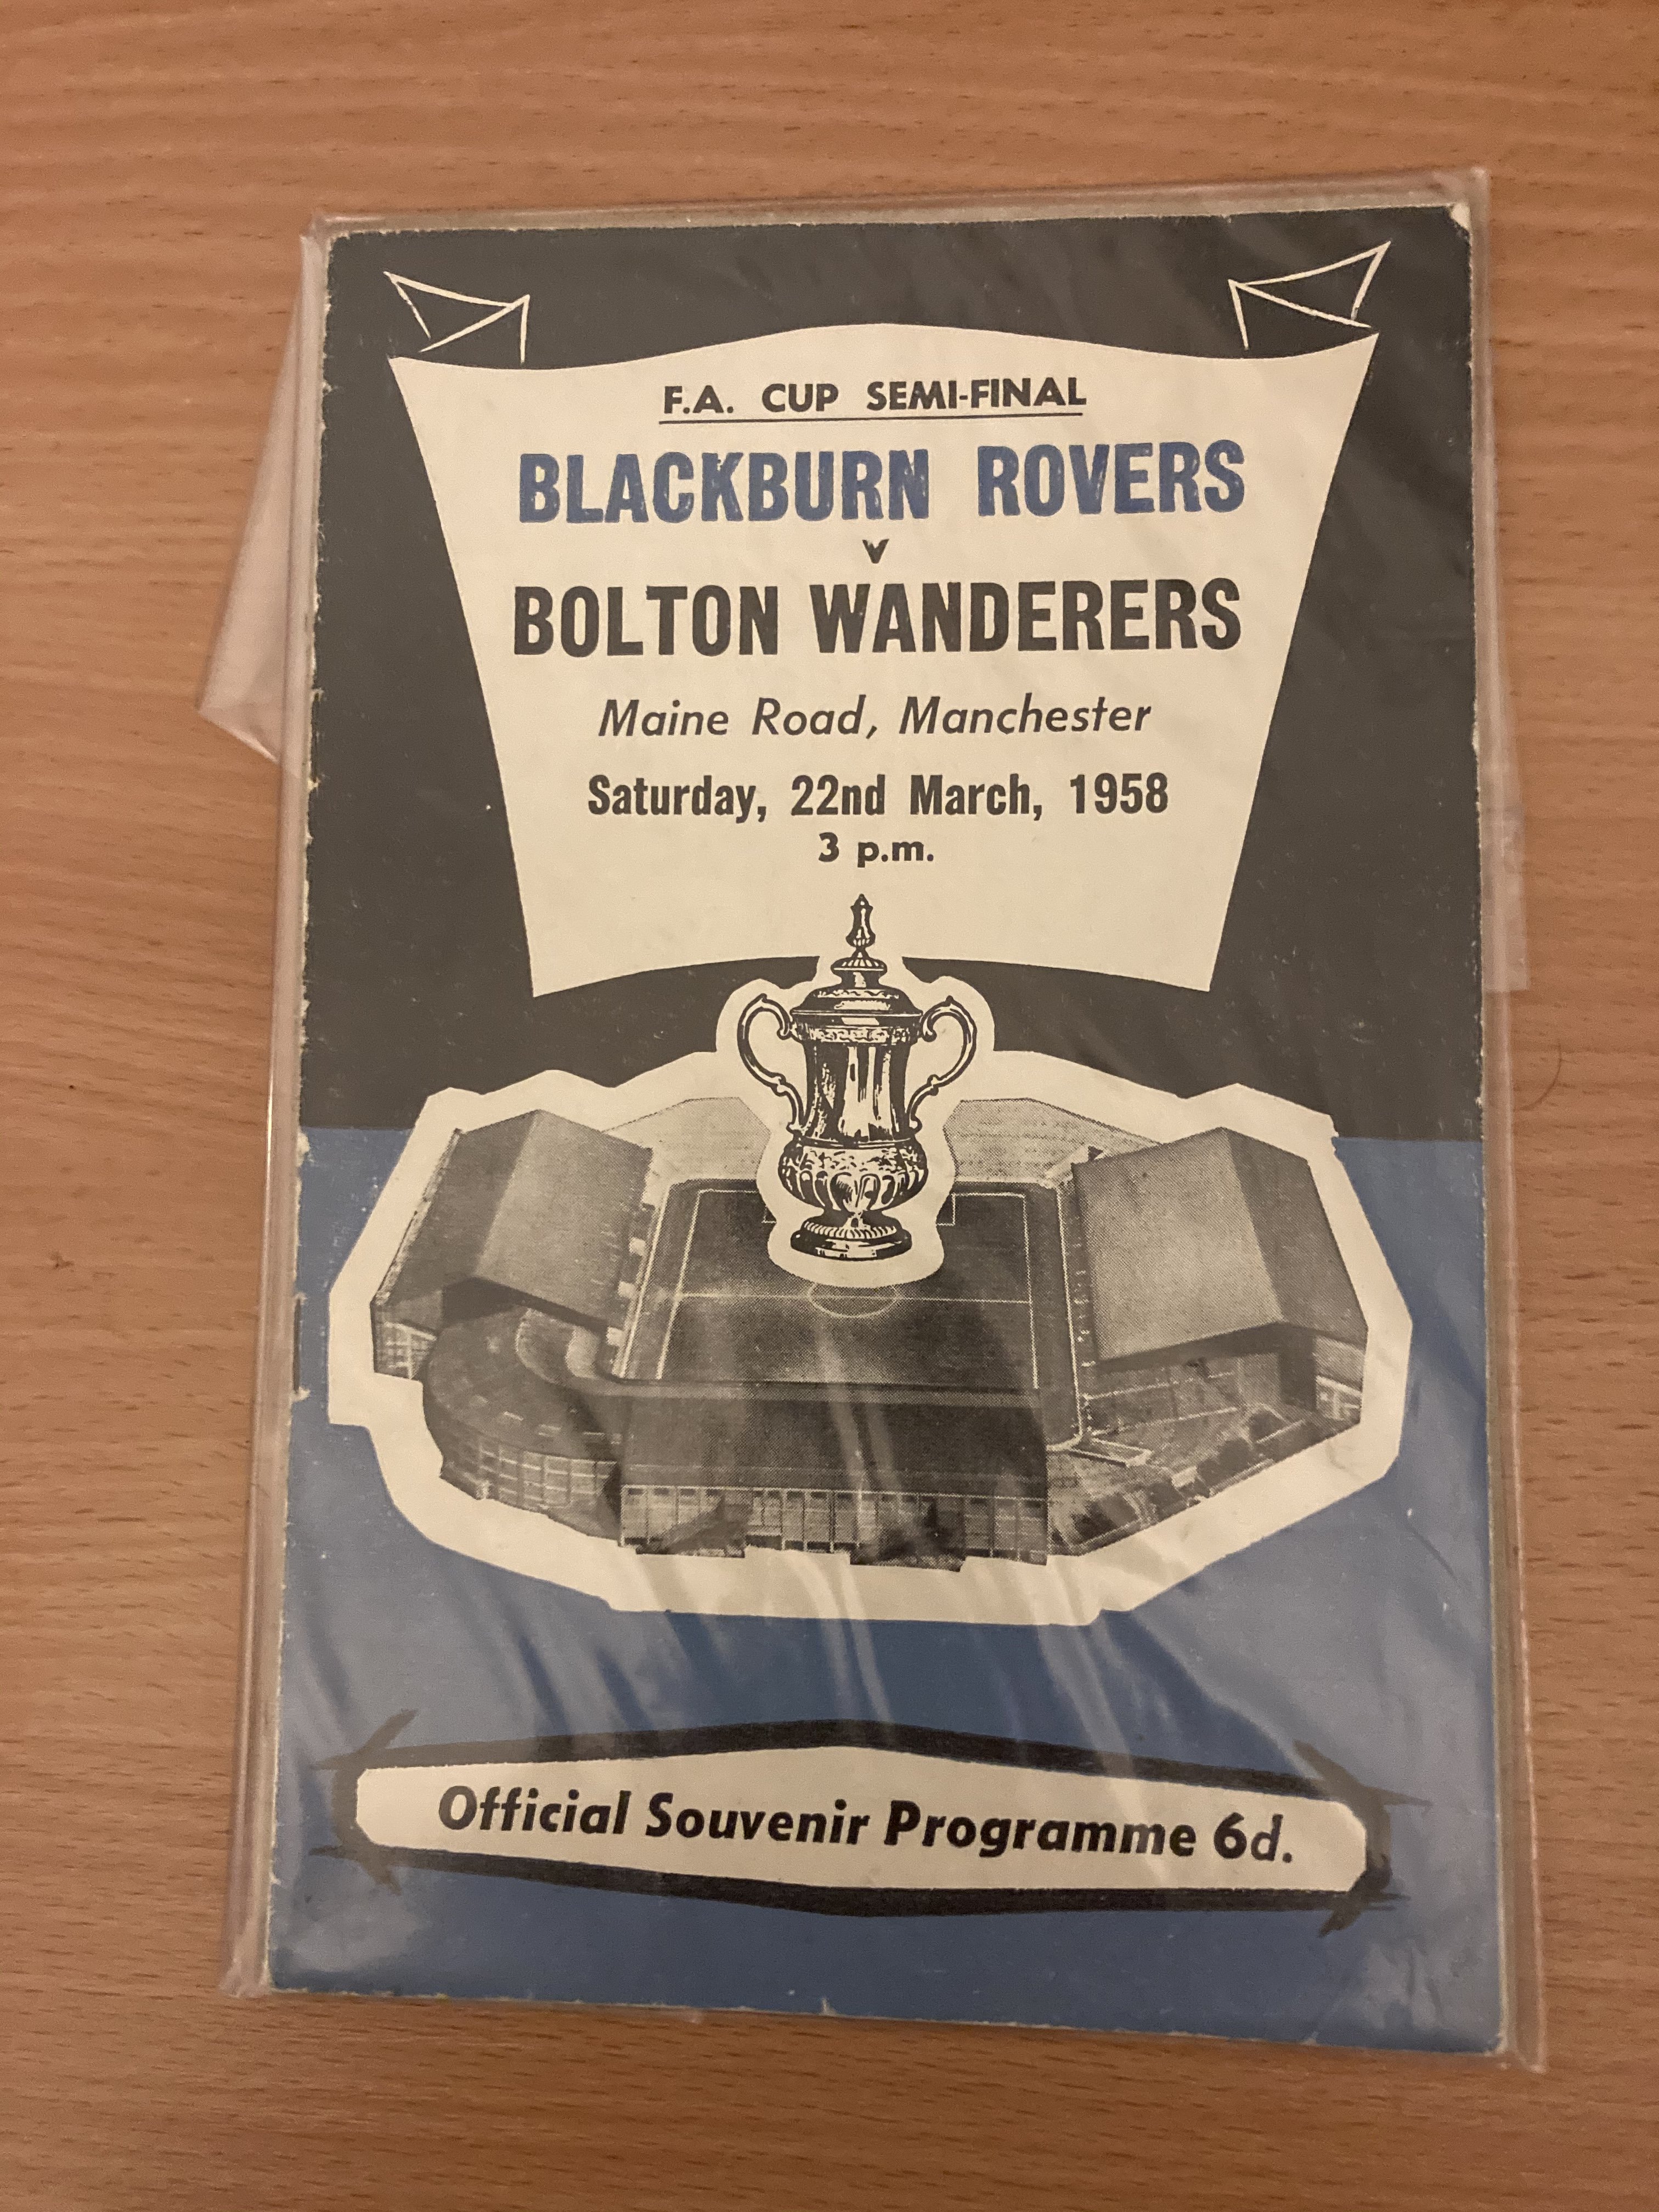 F.A. CUP SEMI-FINAL
BLACKBURN ROVERS
v
BOLTON WANDERERS
Maine Road, Manchester
Saturday, 22nd March, 1958
3 p.m.
Official Souvenir Programme 6d.